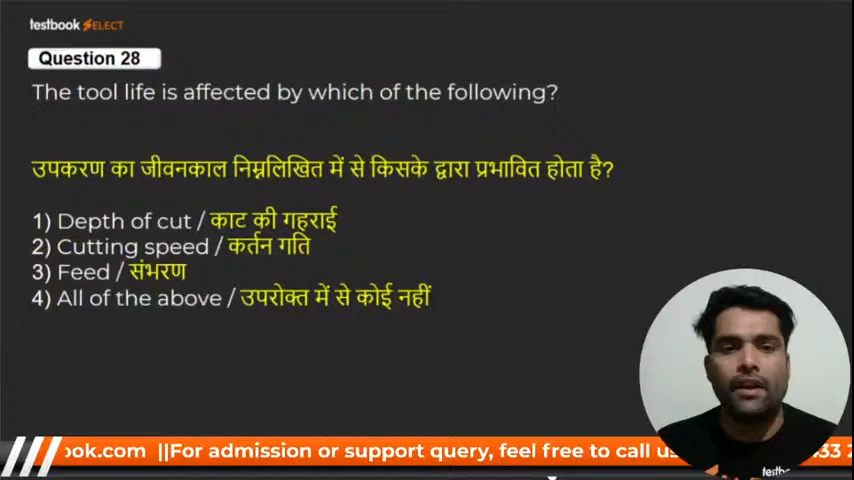 testbook SELECT
Question 28
The tool life is affected by which of the following?
उपकरण का जीवनकाल निम्नलिखित में से किसके द्वारा प्रभावित होता है?
1) Depth of cut / काट की गहराई
2) Cutting speed / कर्तन गति
3) Feed / संभरण
4) All of the above / उपरोक्त में से कोई नहीं
ook.com ||For admission or support query, feel free to call us